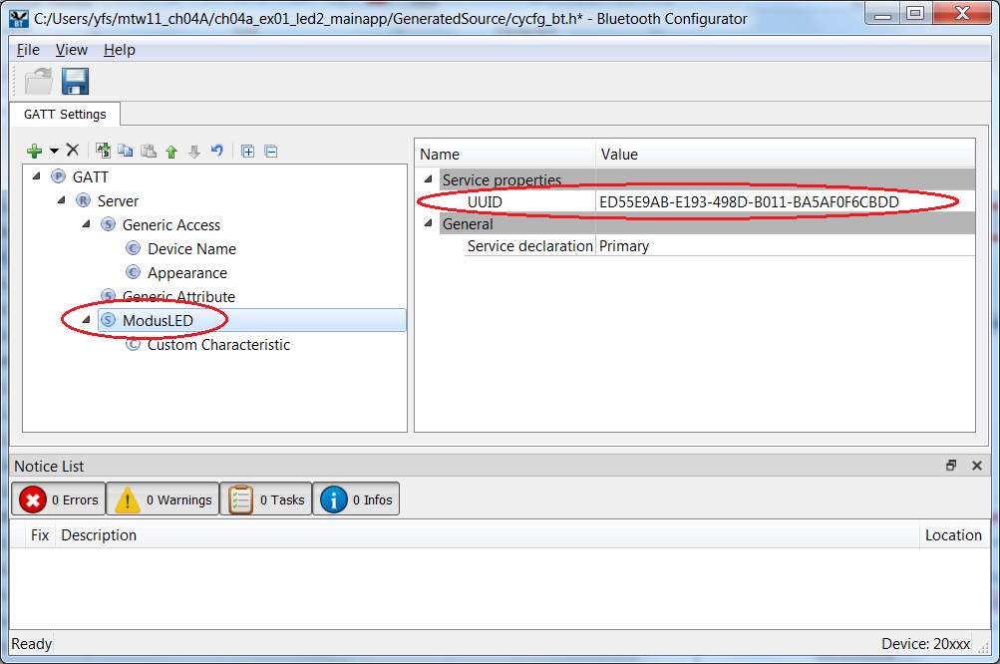 C:/Users/yfs/mtw11_ch04A/ch04a_ex01_led2_mainapp/GeneratedSource/cycfg_bt.h* - Bluetooth Configurator
File View Help
GATT Settings
GATT
Server
Generic Access
Device Name
Appearance
Generic Attribute
ModusLED
Custom Characteristic
Name Value
Service properties
UUID ED55E9AB-E193-498D-B011-BA5AF0F6CBDD
General
Service declaration Primary
Notice List
0 Errors 0 Warnings 0 Tasks 0 Infos
Fix Description Location
Ready Device: 20xxx